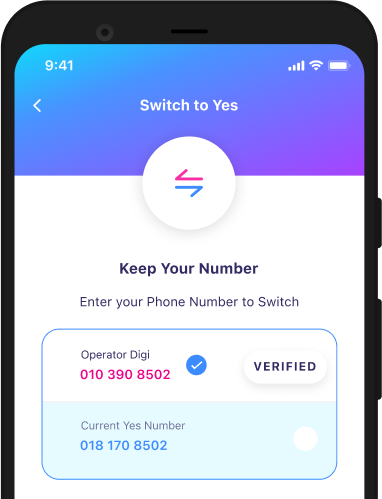 9:41
Switch to Yes
Keep Your Number
Enter your Phone Number to Switch
Operator Digi
010 390 8502
VERIFIED
Current Yes Number
018 170 8502